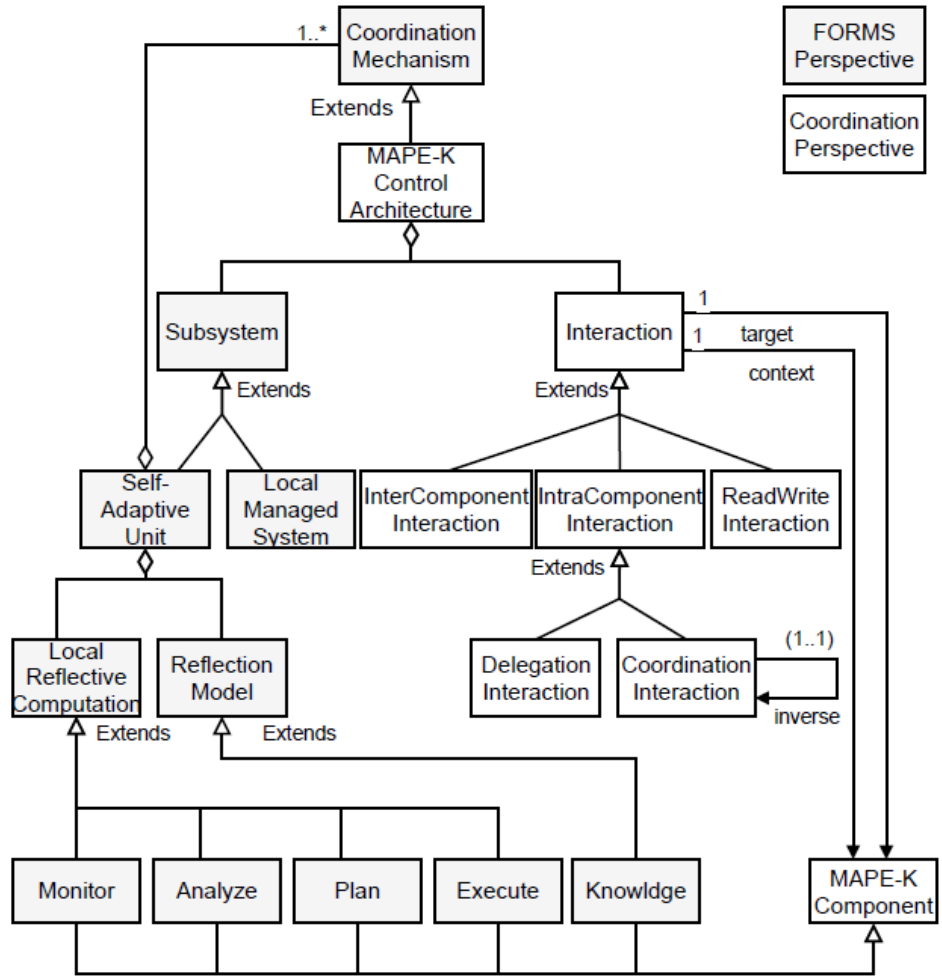 1..*
Coordination
Mechanism
FORMS
Perspective
Extends
Coordination
Perspective
MAPE-K
Control
Architecture
Subsystem
Interaction
1
target
1
context
Extends
Extends
Self-
Adaptive
Unit
Local
Managed
System
InterComponent
Interaction
IntraComponent
Interaction
ReadWrite
Interaction
Extends
Local
Reflective
Computation
Reflection
Model
Delegation
Interaction
Coordination
Interaction
(1..1)
inverse
Extends
Extends
Monitor
Analyze
Plan
Execute
Knowldge
MAPE-K
Component